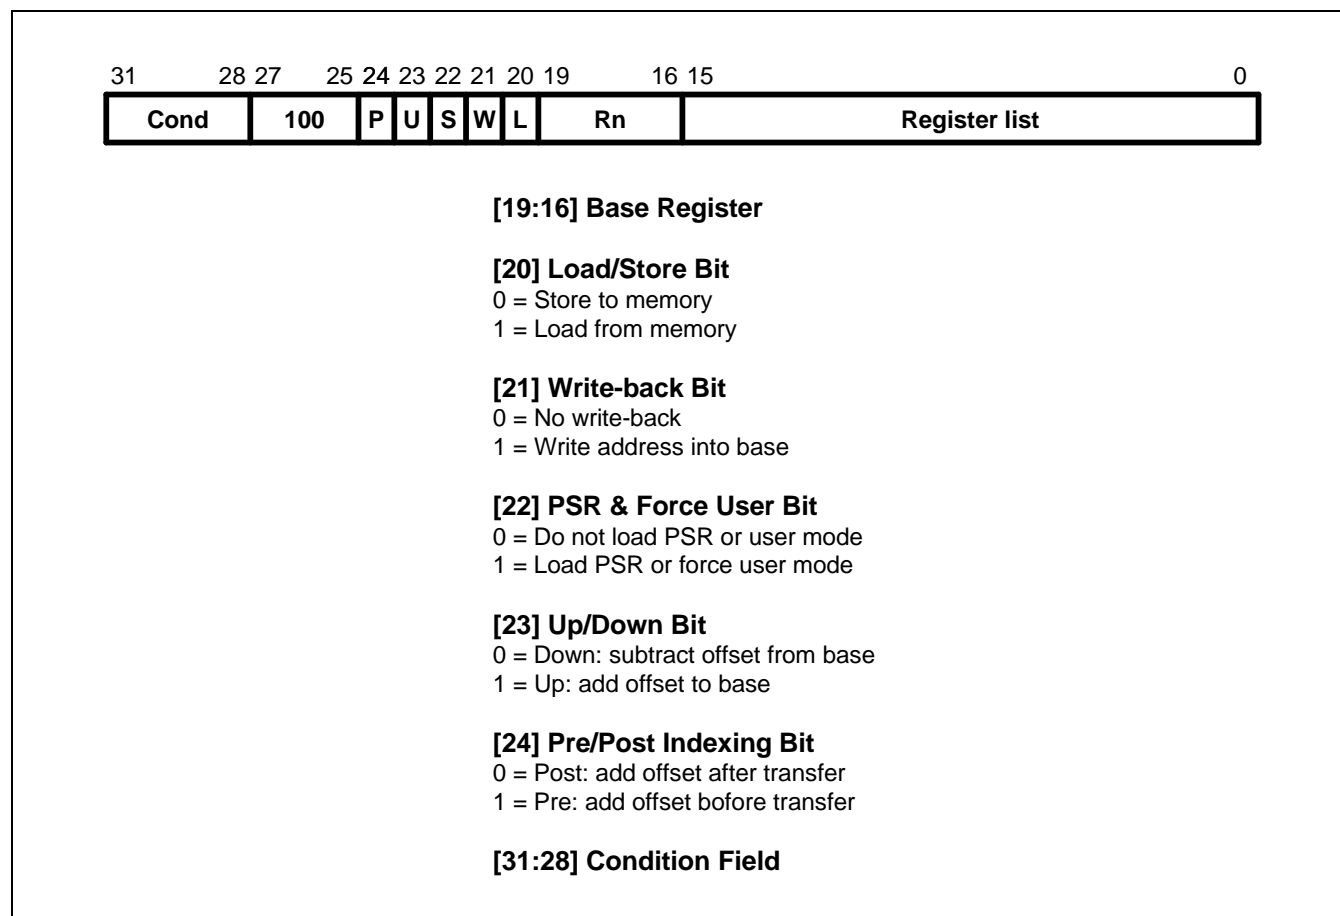 31 28 27 25 24 23 22 21 20 19 16 15 0
Cond 100 P U S W L Rn Register list
[19:16] Base Register
[20] Load/Store Bit
0 = Store to memory
1 = Load from memory
[21] Write-back Bit
0 = No write-back
1 = Write address into base
[22] PSR & Force User Bit
0 = Do not load PSR or user mode
1 = Load PSR or force user mode
[23] Up/Down Bit
0 = Down: subtract offset from base
1 = Up: add offset to base
[24] Pre/Post Indexing Bit
0 = Post: add offset after transfer
1 = Pre: add offset bofore transfer
[31:28] Condition Field